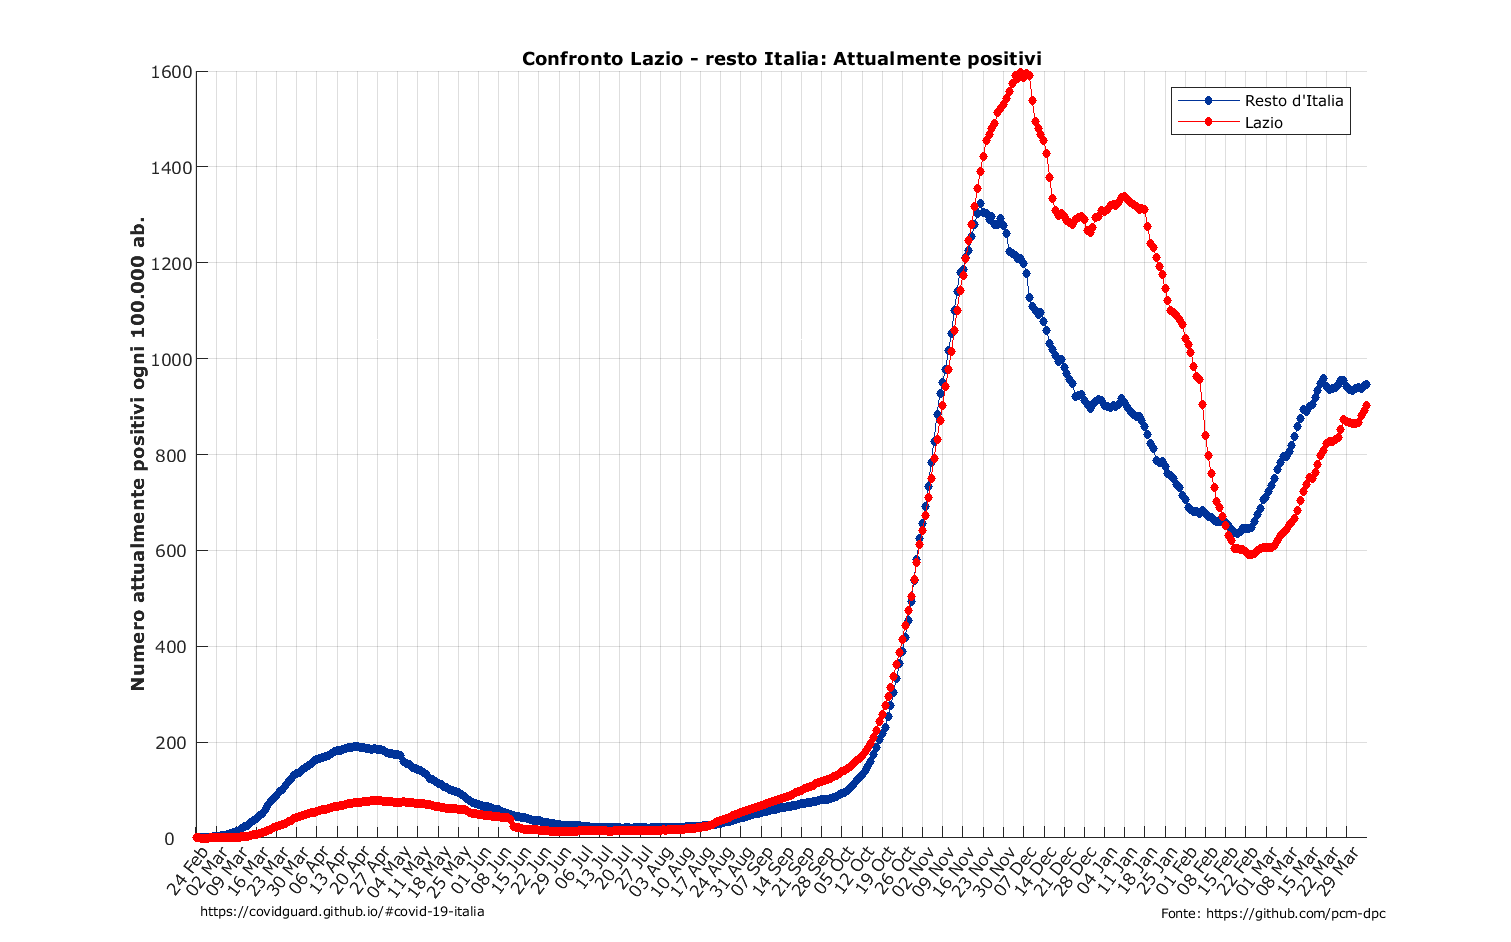 Confronto Lazio - resto Italia: Attualmente positivi
Numero attualmente positivi ogni 100.000 ab.
1600
1400
1200
1000
800
600
400
200
0
Resto d'Italia
Lazio
24 Feb
02 Mar
09 Mar
16 Mar
23 Mar
30 Mar
06 Apr
13 Apr
20 Apr
27 Apr
04 May
11 May
18 May
25 May
01 Jun
08 Jun
15 Jun
22 Jun
29 Jun
06 Jul
13 Jul
20 Jul
27 Jul
03 Aug
10 Aug
17 Aug
24 Aug
31 Aug
07 Sep
14 Sep
21 Sep
28 Sep
05 Oct
12 Oct
19 Oct
26 Oct
02 Nov
09 Nov
16 Nov
23 Nov
30 Nov
07 Dec
14 Dec
21 Dec
28 Dec
04 Jan
11 Jan
18 Jan
25 Jan
01 Feb
08 Feb
15 Feb
22 Feb
01 Mar
08 Mar
15 Mar
22 Mar
29 Mar
https://covidguard.github.io/#covid-19-italia
Fonte: https://github.com/pcm-dpc